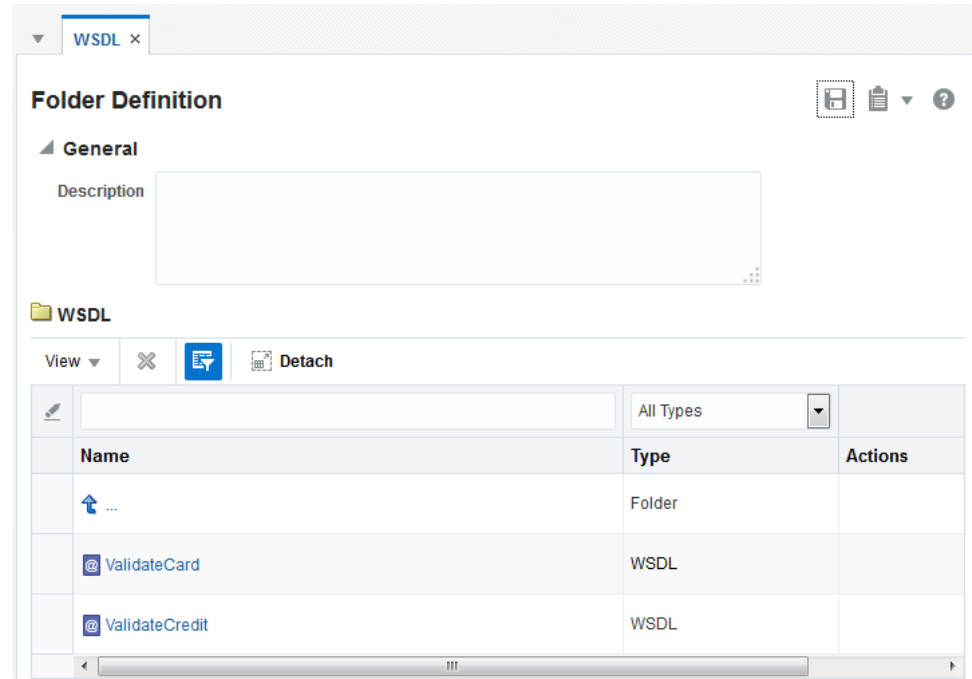 WSDL ×
Folder Definition
?
General
Description
WSDL
View
Detach
All Types
Name Type Actions
... Folder
@ ValidateCard WSDL
@ ValidateCredit WSDL